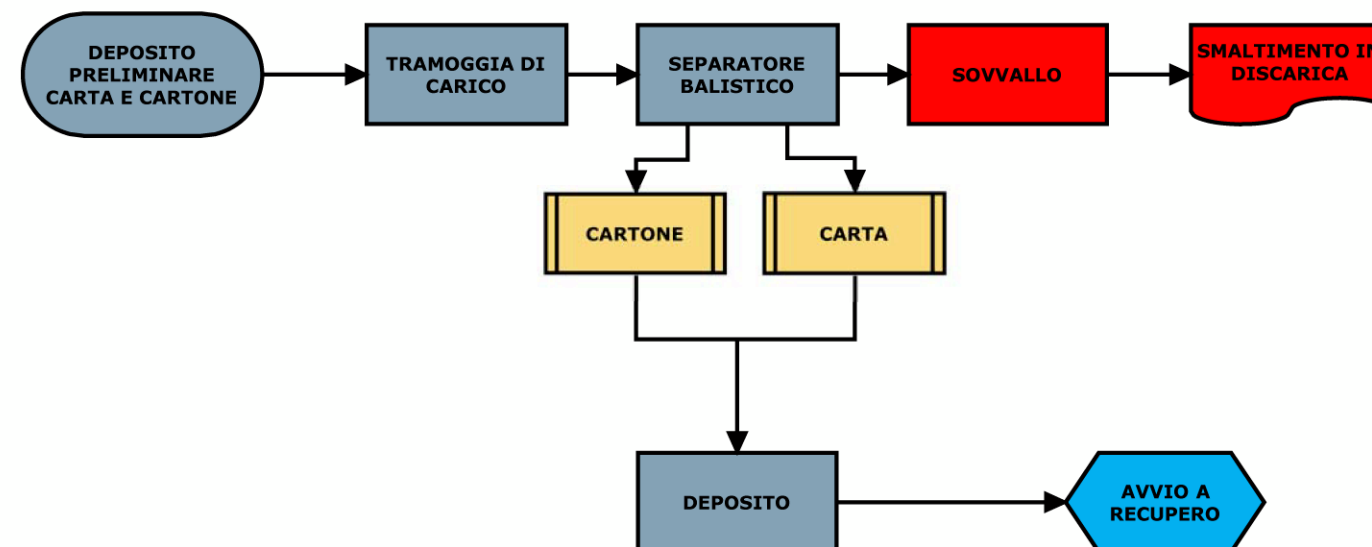 DEPOSITO
PRELIMINARE
CARTA E CARTONE
TRAMOGGIA DI
CARICO
SEPARATORE
BALISTICO
SOVVALLO
SMALTIMENTO IN
DISCARICA
CARTONE
CARTA
DEPOSITO
AVVIO A
RECUPERO